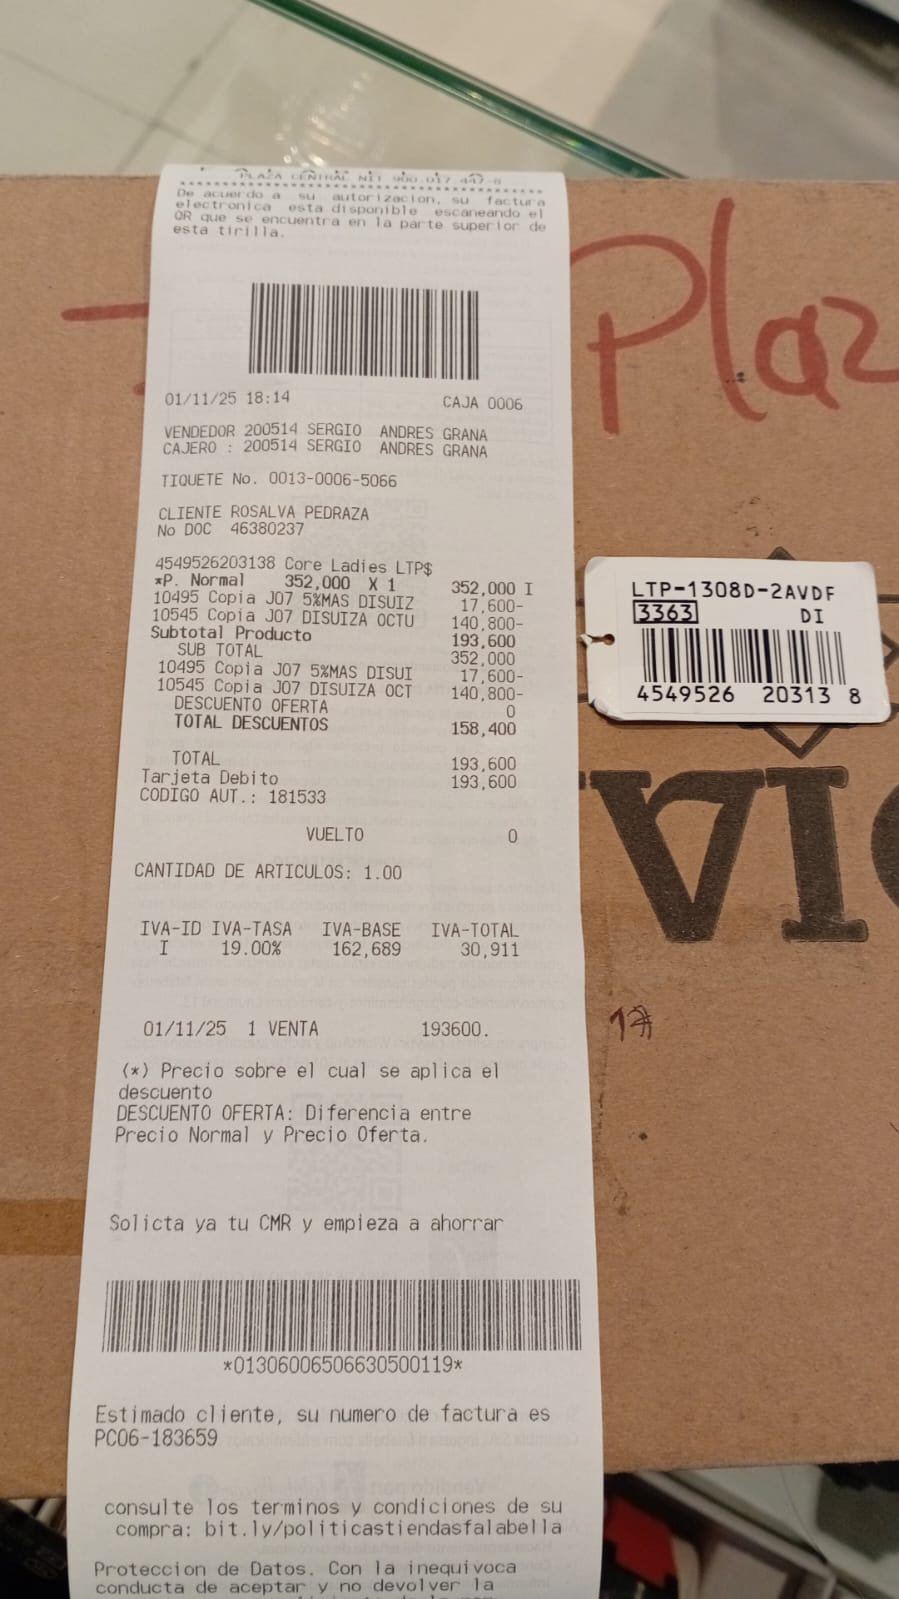 PLAZA CENTRAL NIT 900.017.447-8
De acuerdo a su autorizacion, su factura
electronica esta disponible escaneando el
QR que se encuentra en la parte superior de
esta tirilla.
01/11/25 18:14 CAJA 0006
VENDEDOR 200514 SERGIO ANDRES GRANA
CAJERO : 200514 SERGIO ANDRES GRANA
TIQUETE No. 0013-0006-5066
CLIENTE ROSALVA PEDRAZA
No DOC 46380237
4549526203138 Core Ladies LTP$
*P. Normal 352,000 X 1 352,000 I
10495 Copia J07 5%MAS DISUIZ 17,600-
10545 Copia J07 DISUIZA OCTU 140,800-
Subtotal Producto 193,600
SUB TOTAL 352,000
10495 Copia J07 5%MAS DISUI 17,600-
10545 Copia J07 DISUIZA OCT 140,800-
DESCUENTO OFERTA 0
TOTAL DESCUENTOS 158,400
TOTAL 193,600
Tarjeta Debito 193,600
CODIGO AUT.: 181533
VUELTO 0
CANTIDAD DE ARTICULOS: 1.00
IVA-ID IVA-TASA IVA-BASE IVA-TOTAL
I 19.00% 162,689 30,911
01/11/25 1 VENTA 193600.
(*) Precio sobre el cual se aplica el
descuento
DESCUENTO OFERTA: Diferencia entre
Precio Normal y Precio Oferta.
Solicta ya tu CMR y empieza a ahorrar
*01306006506630500119*
Estimado cliente, su numero de factura es
PC06-183659
consulte los terminos y condiciones de su
compra: bit.ly/politicastiendasfalabella
Proteccion de Datos. Con la inequivoca
conducta de aceptar y no devolver la
Plaz
LTP-1308D-2AVDF
3363 DI
4549526 20313 8